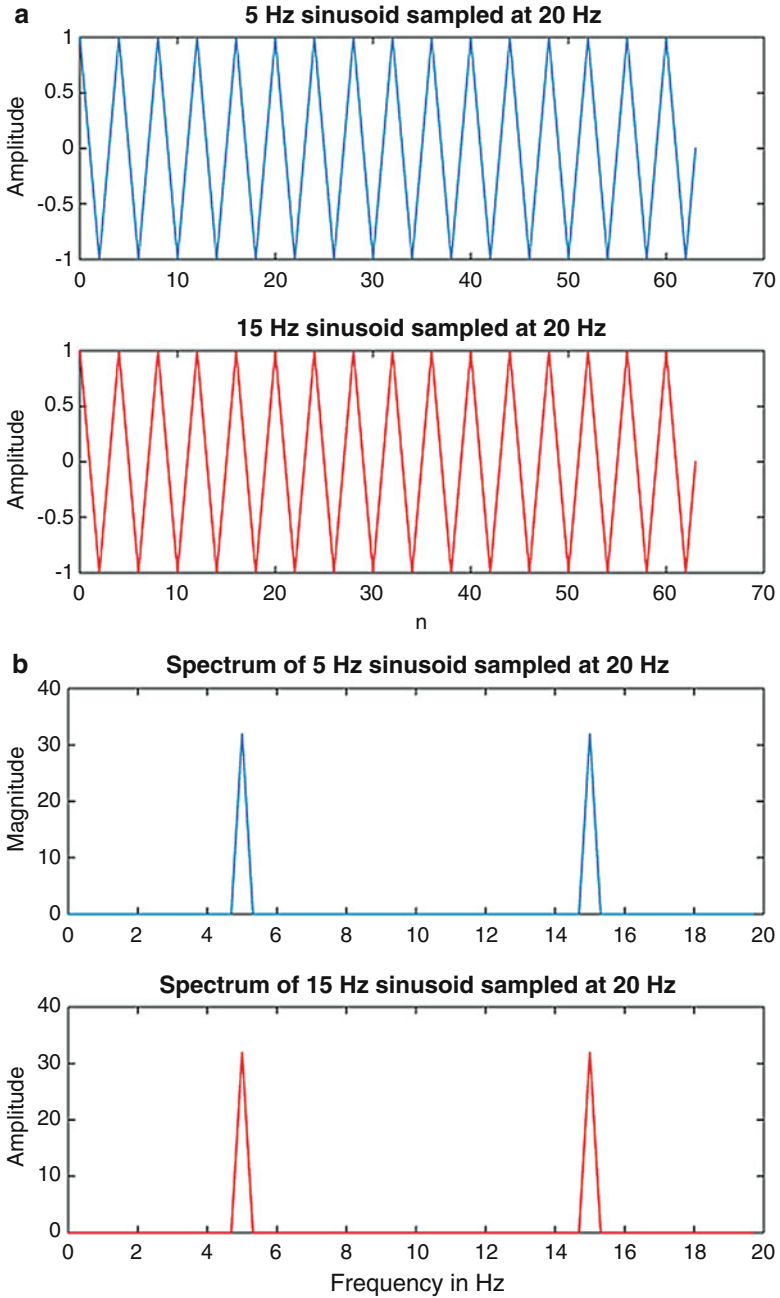 a
5 Hz sinusoid sampled at 20 Hz
Amplitude
1
0.5
0
-0.5
-1
0 10 20 30 40 50 60 70
15 Hz sinusoid sampled at 20 Hz
Amplitude
1
0.5
0
-0.5
-1
0 10 20 30 40 50 60 70
n
b
Spectrum of 5 Hz sinusoid sampled at 20 Hz
Magnitude
40
30
20
10
0
0 2 4 6 8 10 12 14 16 18 20
Spectrum of 15 Hz sinusoid sampled at 20 Hz
Amplitude
40
30
20
10
0
0 2 4 6 8 10 12 14 16 18 20
Frequency in Hz